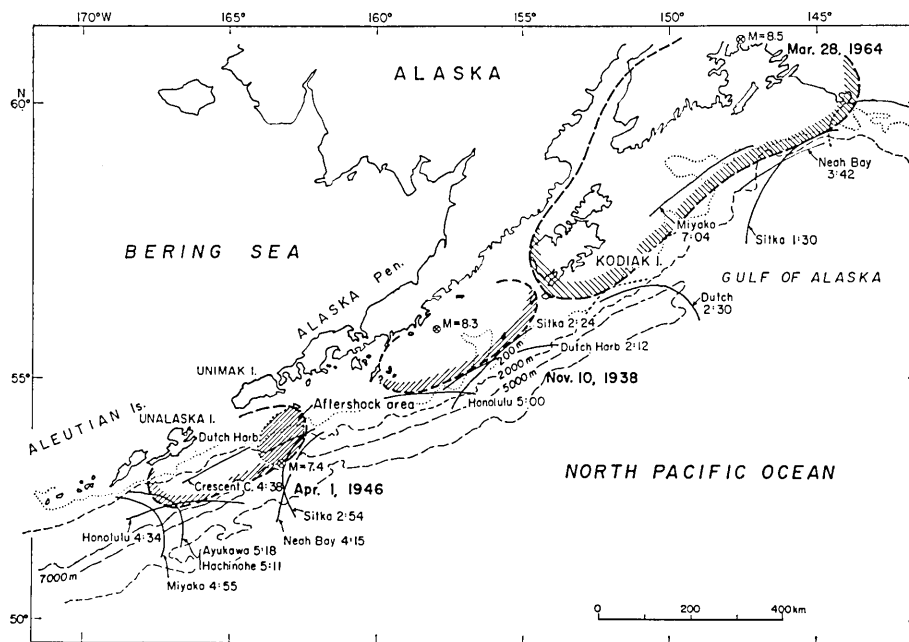 170°W
165°
160°
155°
150°
145°
M=8.5
Mar. 28, 1964
ALASKA
N
60°
Neah Bay
3:42
Miyako
7:04
Sitka 1:30
BERING SEA
KODIAK I.
GULF OF ALASKA
ALASKA Pen.
Dutch
2:30
M=8.3
Sitka 2:24
200m
Dutch Harb 2:12
2000m
5000m
UNIMAK I.
55°
Nov. 10, 1938
Aftershock area
Honolulu 5:00
ALEUTIAN Is.
UNALASKA I.
Dutch Harb.
M=7.4
NORTH PACIFIC OCEAN
Crescent C. 4:38
Apr. 1, 1946
Sitka 2:54
Honolulu 4:34
Neah Bay 4:15
Ayukawa 5:18
Hachinohe 5:11
7000m
Miyako 4:55
50°
0 200 400km